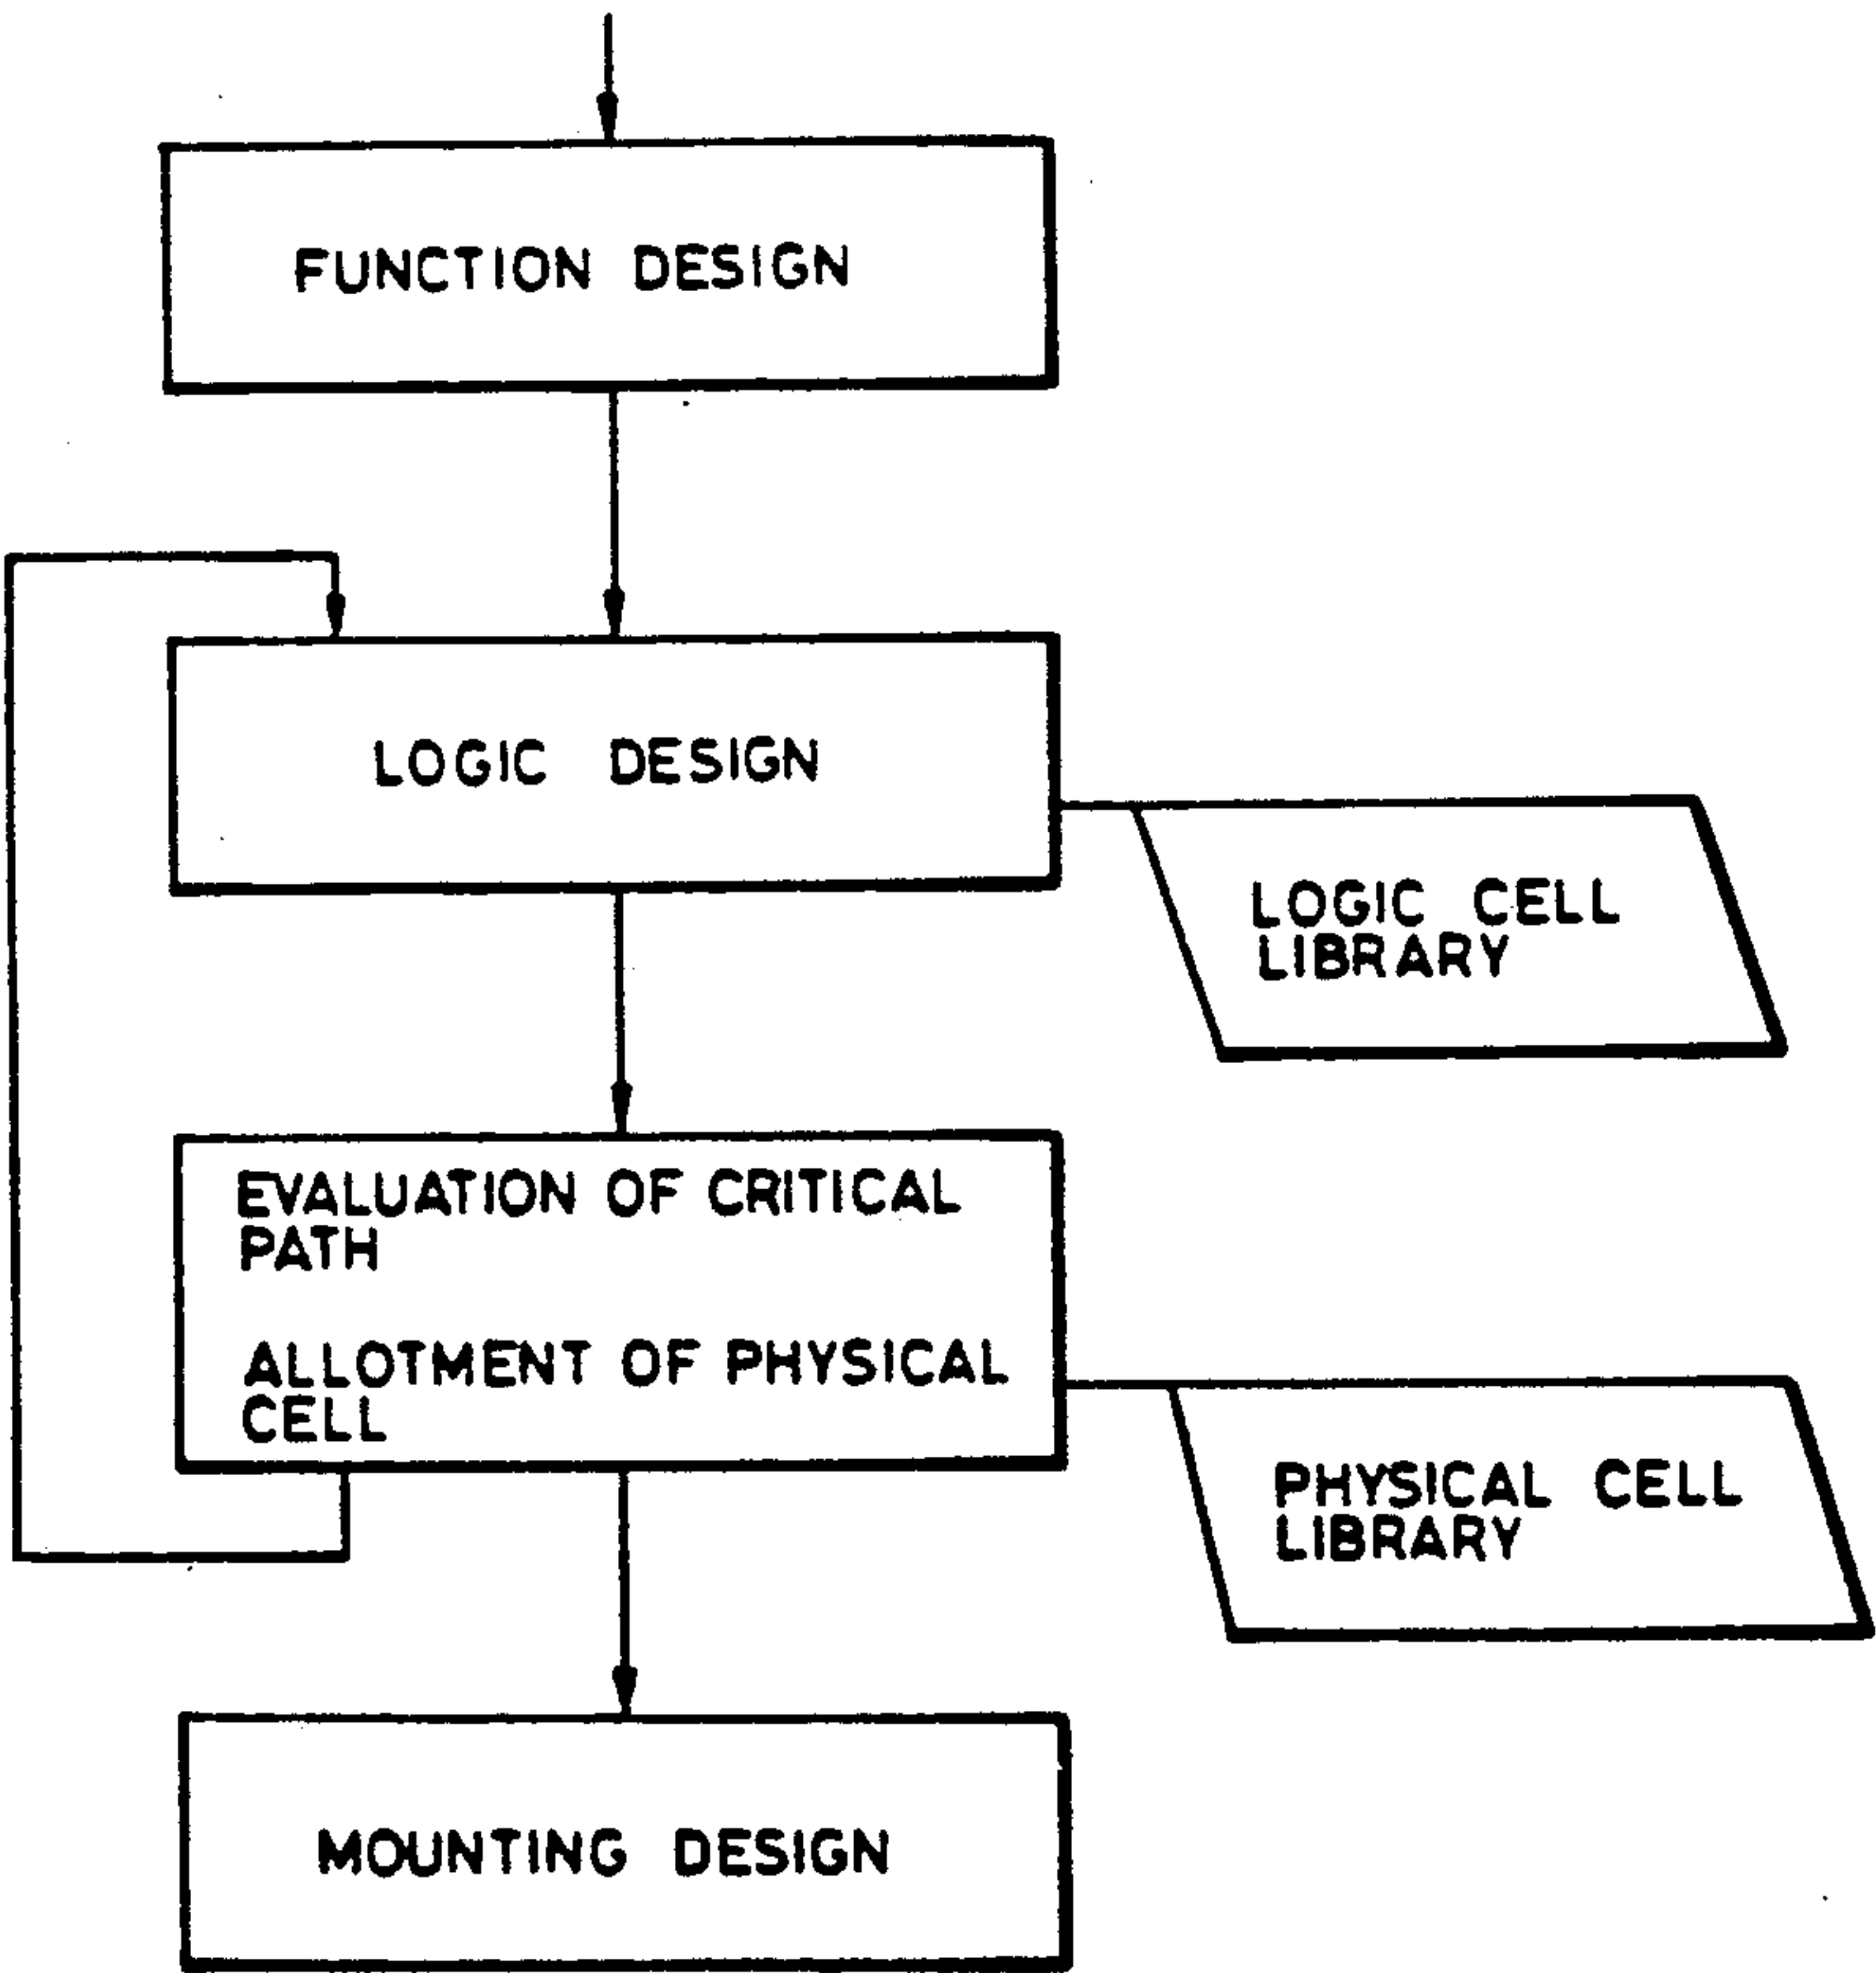 FUNCTION DESIGN
LOGIC DESIGN
LOGIC CELL
LIBRARY
EVALUATION OF CRITICAL
PATH
ALLOTMENT OF PHYSICAL
CELL
PHYSICAL CELL
LIBRARY
MOUNTING DESIGN